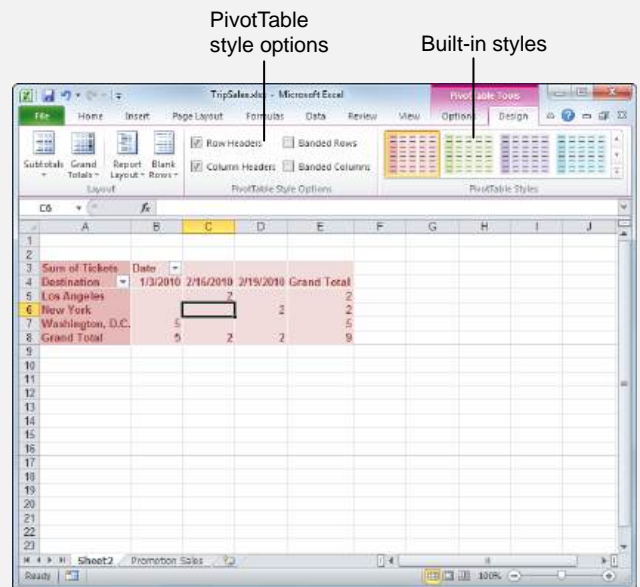 PivotTable
style options
Built-in styles
TripSales.xlsx - Microsoft Excel
PivotTable Tools
File Home Insert Page Layout Formulas Data Review View Options Design
Subtotals Grand Totals Report Layout Blank Rows
Row Headers Banded Rows
Column Headers Banded Columns
Layout PivotTable Style Options PivotTable Styles
C6 fx
A B C D E F G H I J
1
2
3 Sum of Tickets Date
4 Destination 1/3/2010 2/16/2010 2/19/2010 Grand Total
5 Los Angeles 2 2
6 New York 2 2
7 Washington, D.C. 5 5
8 Grand Total 5 2 2 9
9
10
11
12
13
14
15
16
17
18
19
20
21
22
23
Sheet2 Promotion Sales
Ready 100%